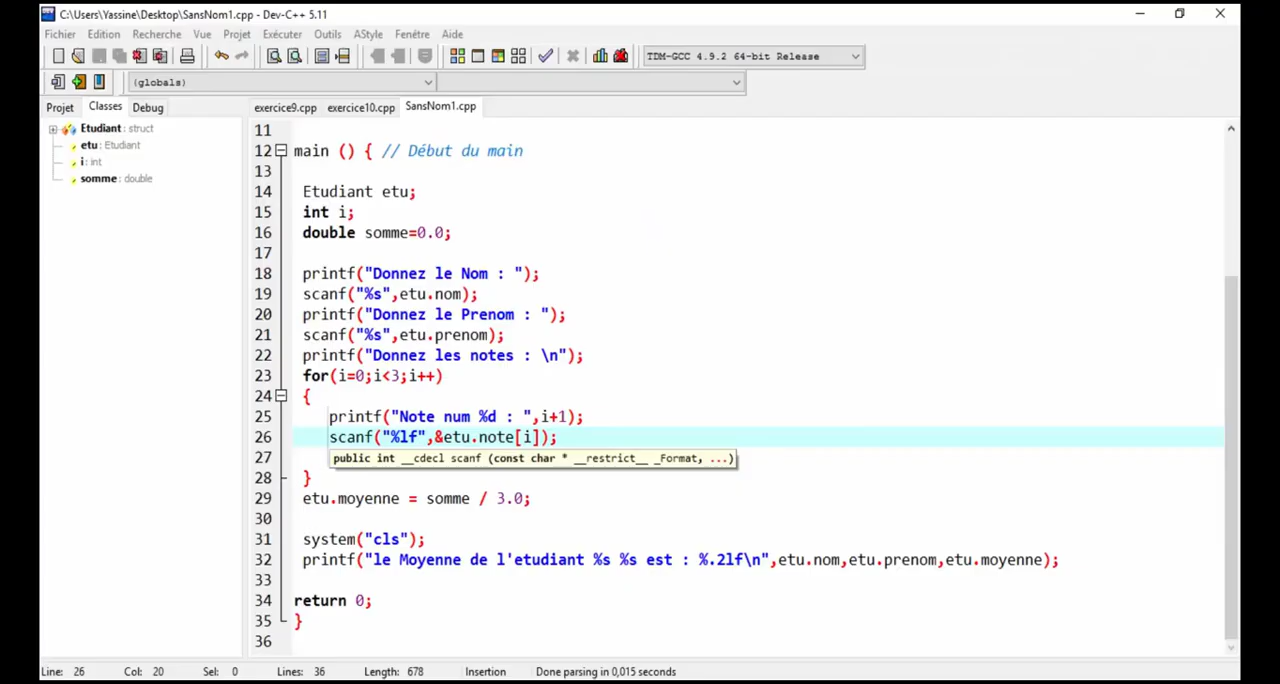 C:\Users\Yassine\Desktop\SansNom1.cpp - Dev-C++ 5.11
Fichier Edition Recherche Vue Projet Exécuter Outils AStyle Fenêtre Aide
TDM-GCC 4.9.2 64-bit Release
(globals)
Projet Classes Debug
exercice9.cpp exercice10.cpp SansNom1.cpp
Etudiant : struct
etu : Etudiant
i : int
somme : double
11
12 main () { // Début du main
13
14 Etudiant etu;
15 int i;
16 double somme=0.0;
17
18 printf("Donnez le Nom : ");
19 scanf("%s",etu.nom);
20 printf("Donnez le Prenom : ");
21 scanf("%s",etu.prenom);
22 printf("Donnez les notes : \n");
23 for(i=0;i<3;i++)
24 {
25 printf("Note num %d : ",i+1);
26 scanf("%lf",&etu.note[i]);
27 public int __cdecl scanf (const char * __restrict__ _Format, ...)
28 }
29 etu.moyenne = somme / 3.0;
30
31 system("cls");
32 printf("le Moyenne de l'etudiant %s %s est : %.2lf\n",etu.nom,etu.prenom,etu.moyenne);
33
34 return 0;
35 }
36
Line: 26 Col: 20 Sel: 0 Lines: 36 Length: 678 Insertion Done parsing in 0,015 seconds